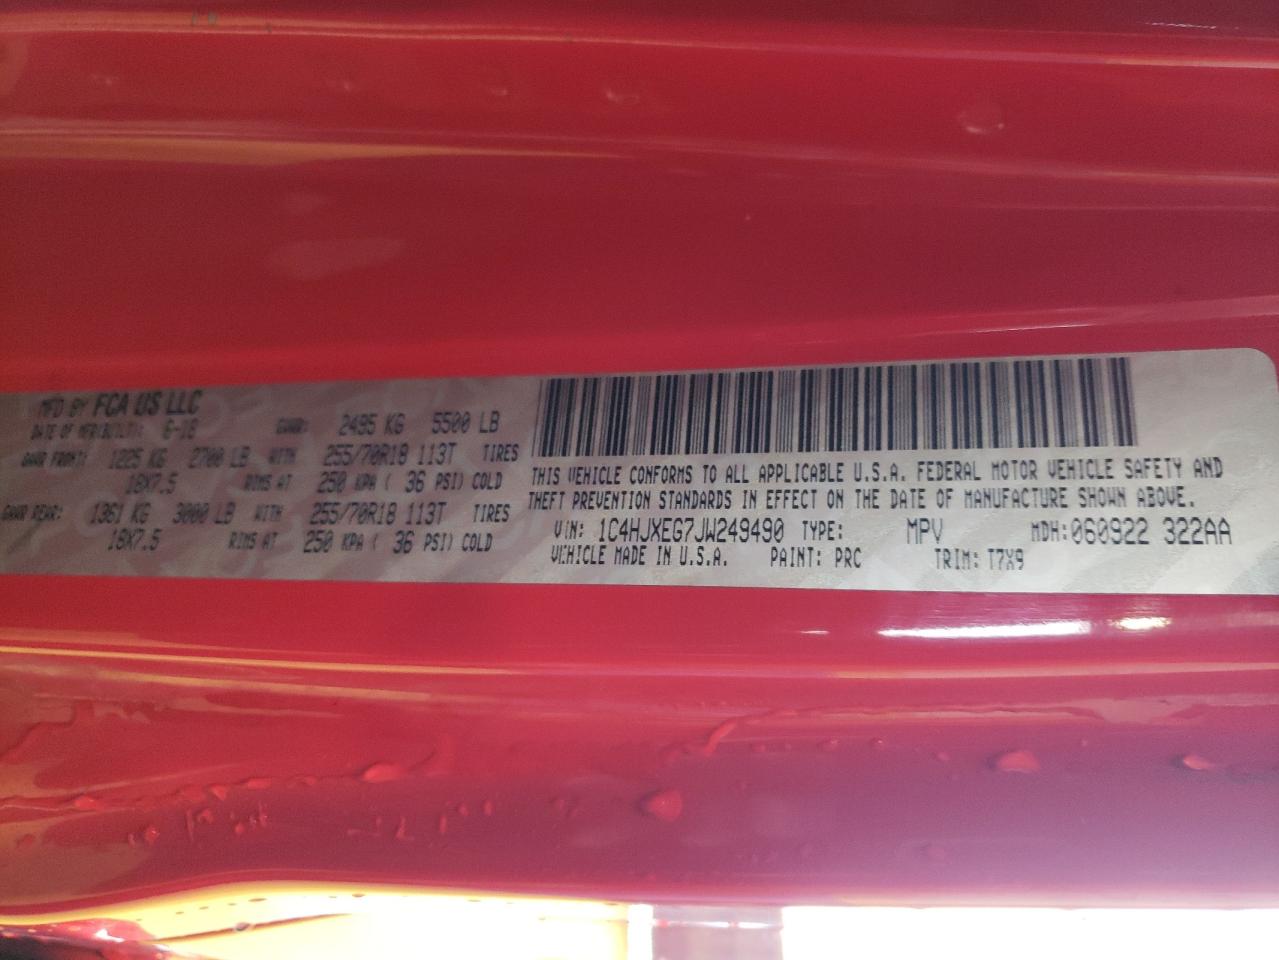 MFD BY FCA US LLC
DATE OF MFR(BUILT): 6-18 GVWR: 2495 KG 5500 LB
GAWR FRONT: 1225 KG 2700 LB WITH 255/70R18 113T TIRES
18X7.5 RIMS AT 250 KPA ( 36 PSI) COLD
GAWR REAR: 1361 KG 3000 LB WITH 255/70R18 113T TIRES
18X7.5 RIMS AT 250 KPA ( 36 PSI) COLD
THIS VEHICLE CONFORMS TO ALL APPLICABLE U.S.A. FEDERAL MOTOR VEHICLE SAFETY AND
THEFT PREVENTION STANDARDS IN EFFECT ON THE DATE OF MANUFACTURE SHOWN ABOVE.
VIN: 1C4HJXEG7JW249490 TYPE: MPV MDH:060922 322AA
VEHICLE MADE IN U.S.A. PAINT: PRC TRIM: T7X9